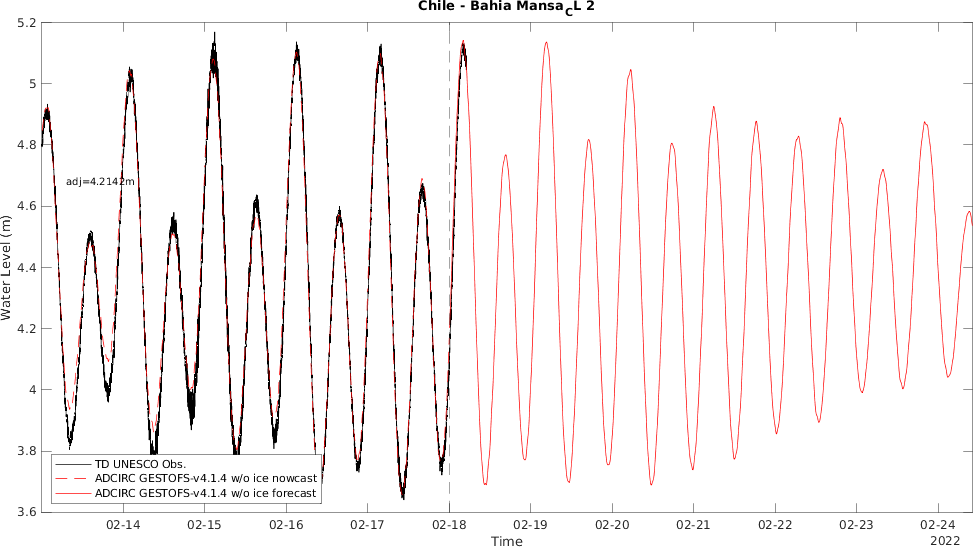 Chile - Bahia MansaCL 2
5.2
5
4.8
4.6
4.4
4.2
4
3.8
3.6
Water Level (m)
adj=4.2142m
TD UNESCO Obs.
ADCIRC GESTOFS-v4.1.4 w/o ice nowcast
ADCIRC GESTOFS-v4.1.4 w/o ice forecast
02-14 02-15 02-16 02-17 02-18 02-19 02-20 02-21 02-22 02-23 02-24
Time
2022